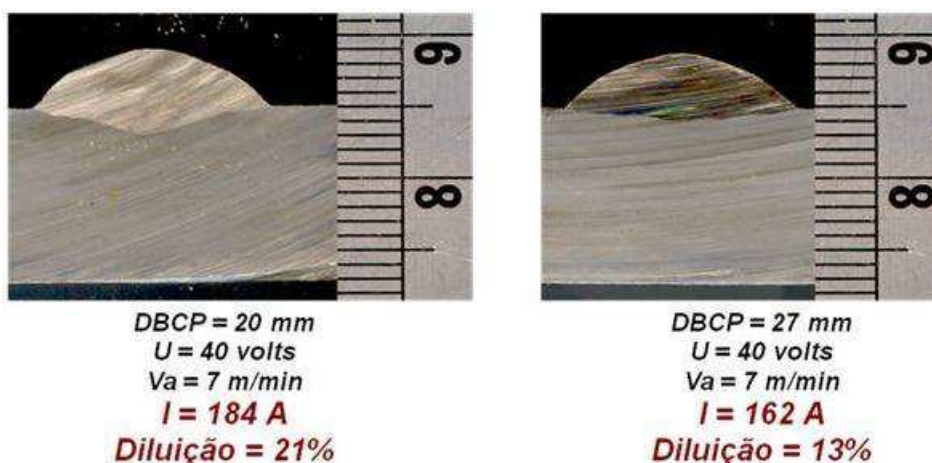 9
8
9
8
DBCP = 20 mm
U = 40 volts
Va = 7 m/min
I = 184 A
Diluição = 21%
DBCP = 27 mm
U = 40 volts
Va = 7 m/min
I = 162 A
Diluição = 13%